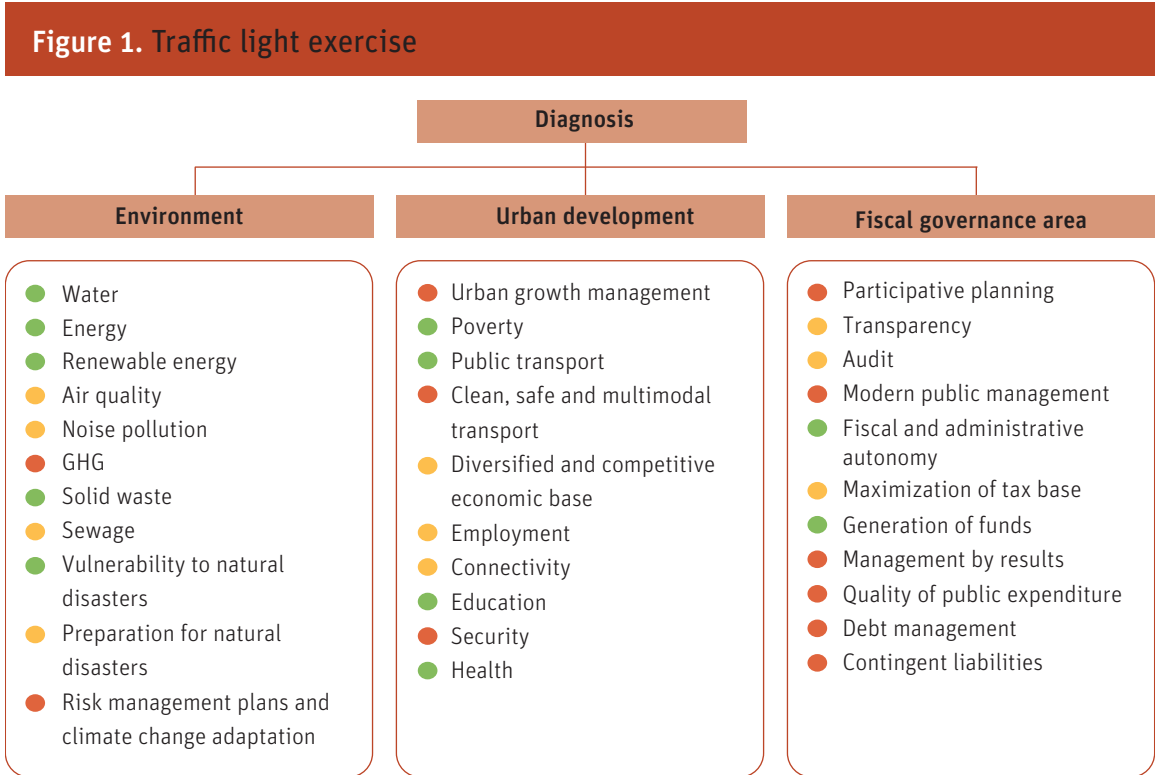 Figure 1. Traffic light exercise
Diagnosis
Environment
Water
Energy
Renewable energy
Air quality
Noise pollution
GHG
Solid waste
Sewage
Vulnerability to natural
disasters
Preparation for natural
disasters
Risk management plans and
climate change adaptation
Urban development
Urban growth management
Poverty
Public transport
Clean, safe and multimodal
transport
Diversified and competitive
economic base
Employment
Connectivity
Education
Security
Health
Fiscal governance area
Participative planning
Transparency
Audit
Modern public management
Fiscal and administrative
autonomy
Maximization of tax base
Generation of funds
Management by results
Quality of public expenditure
Debt management
Contingent liabilities